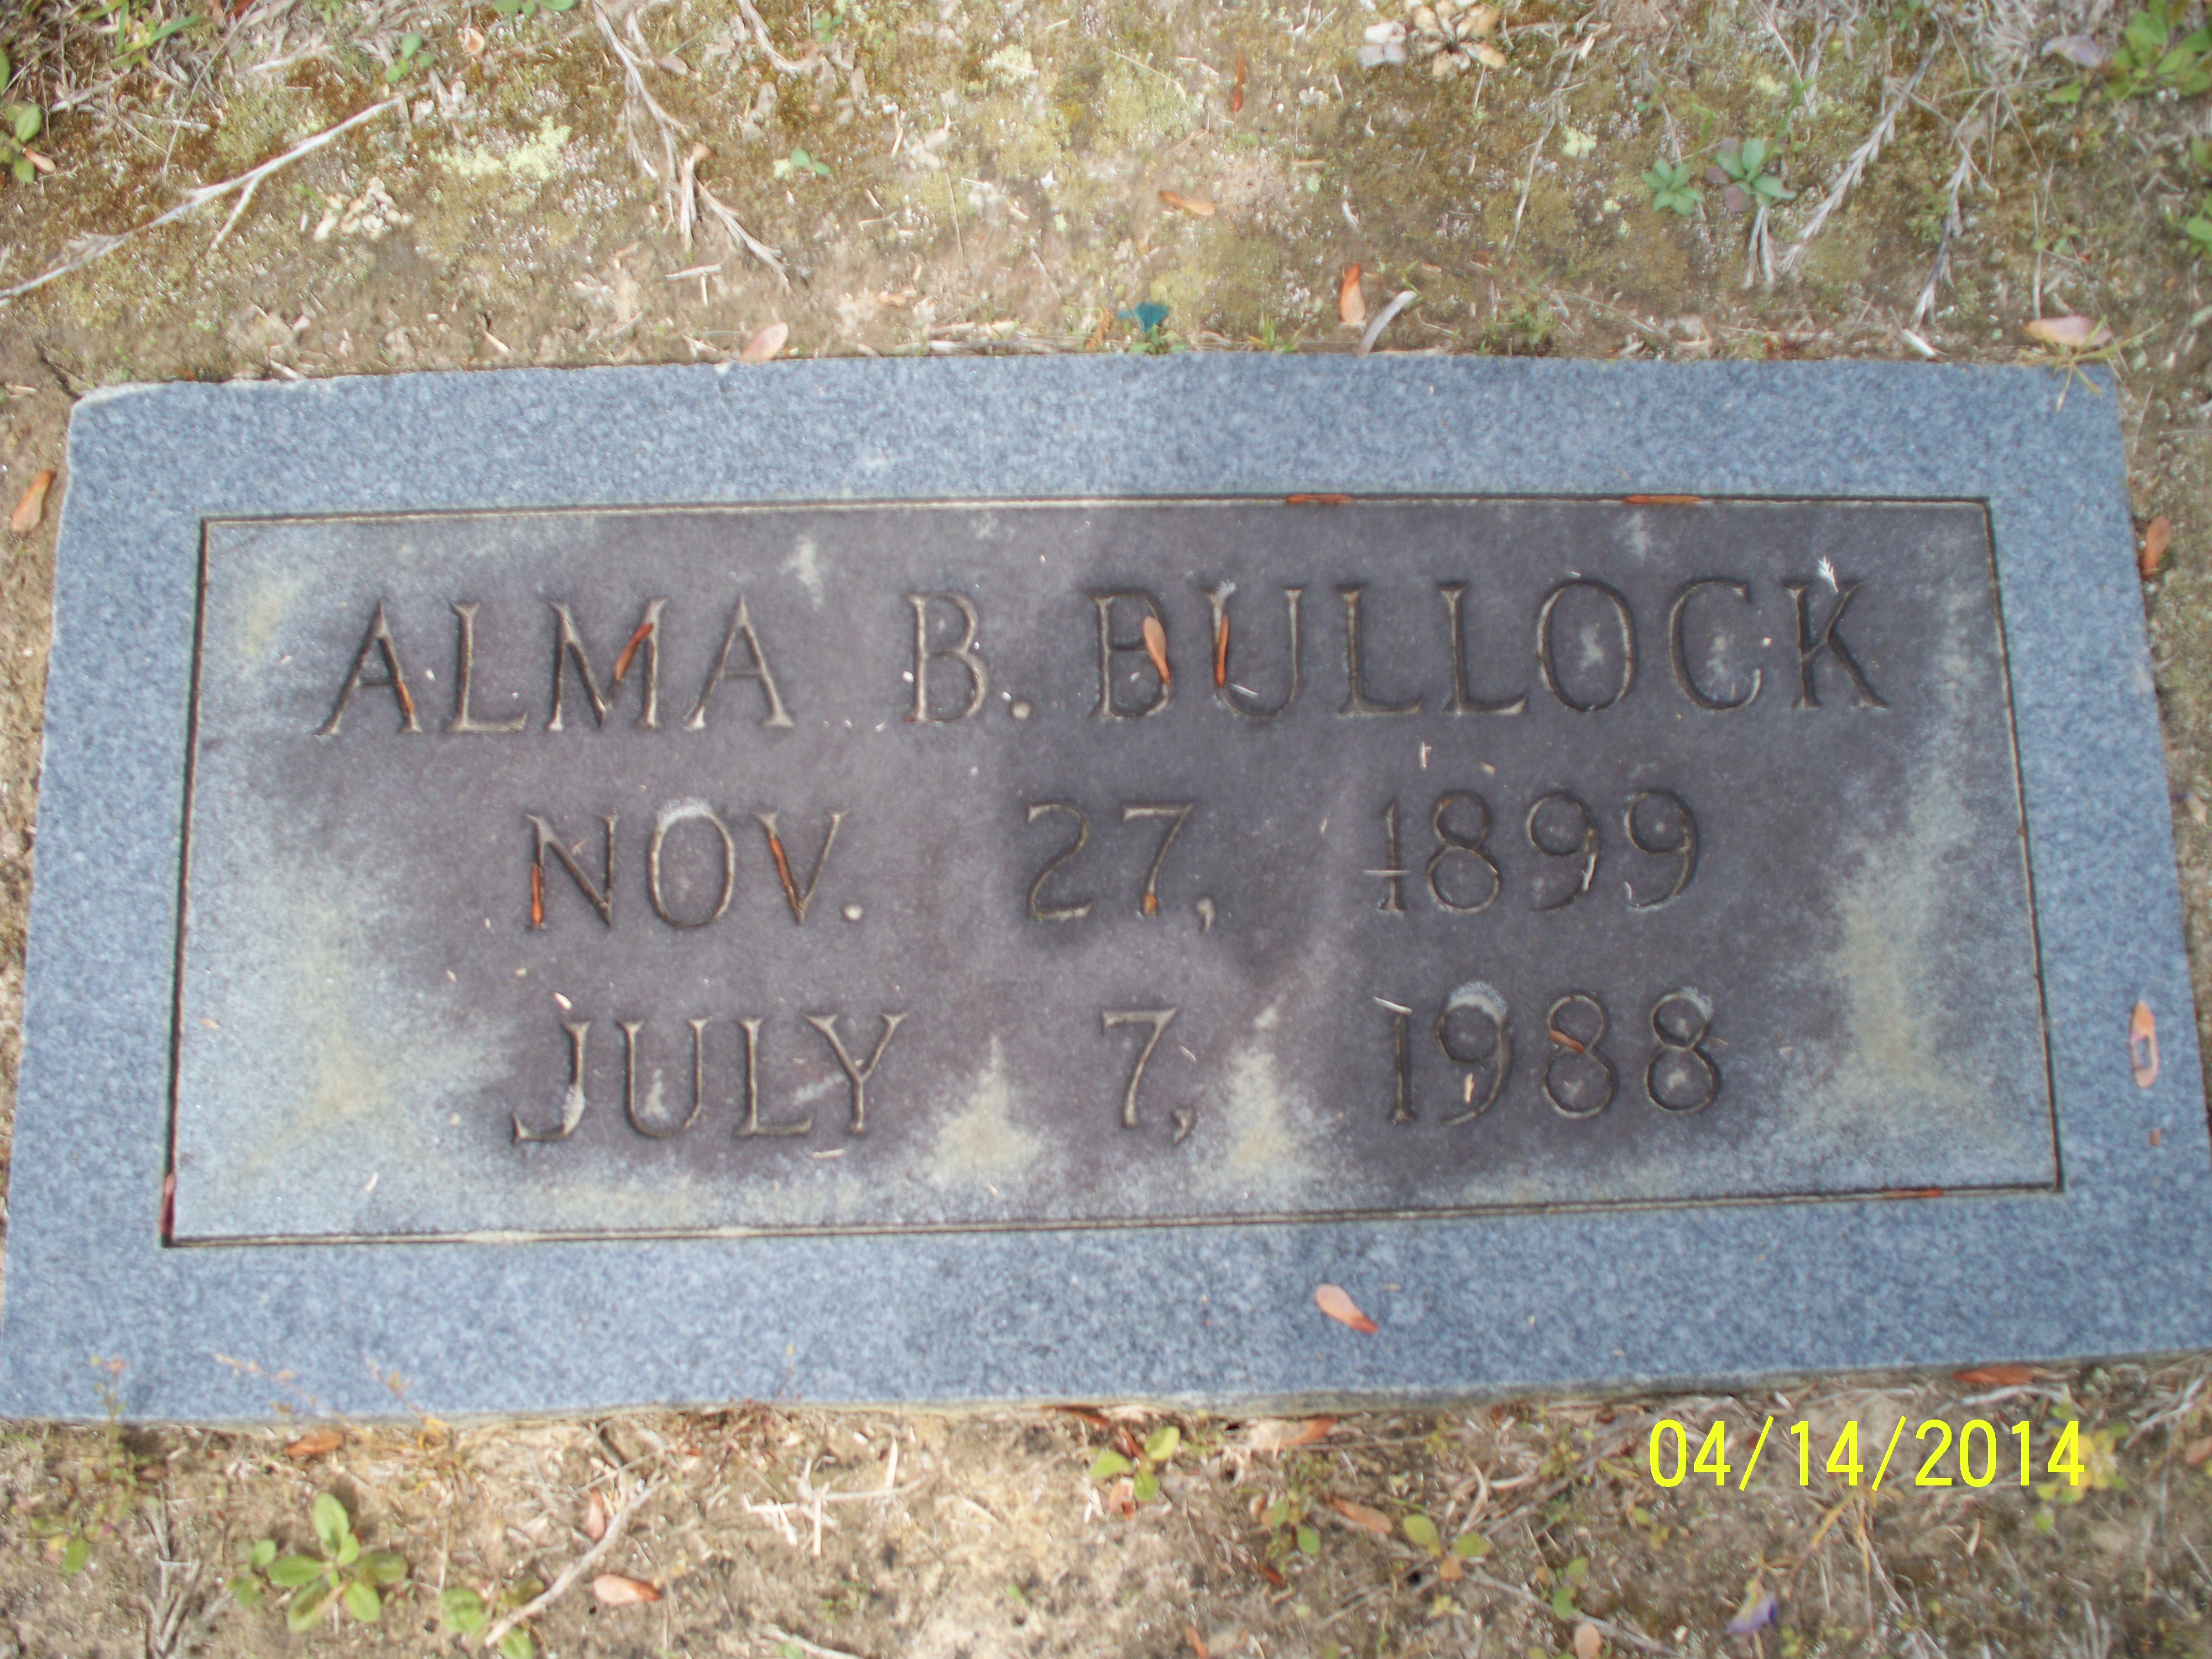 ALMA B. BULLOCK
NOV. 27, 1899
JULY 7, 1988
04/14/2014